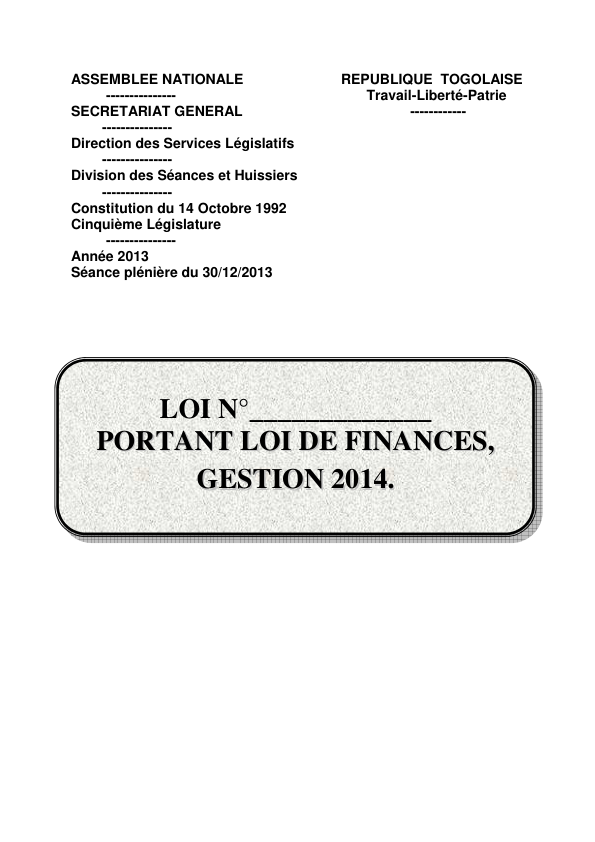 ASSEMBLEE NATIONALE
---------------
SECRETARIAT GENERAL
---------------
Direction des Services Législatifs
---------------
Division des Séances et Huissiers
---------------
Constitution du 14 Octobre 1992
Cinquième Législature
---------------
Année 2013
Séance plénière du 30/12/2013
REPUBLIQUE TOGOLAISE
Travail-Liberté-Patrie
------------
LOI N°_____________
PORTANT LOI DE FINANCES,
GESTION 2014.